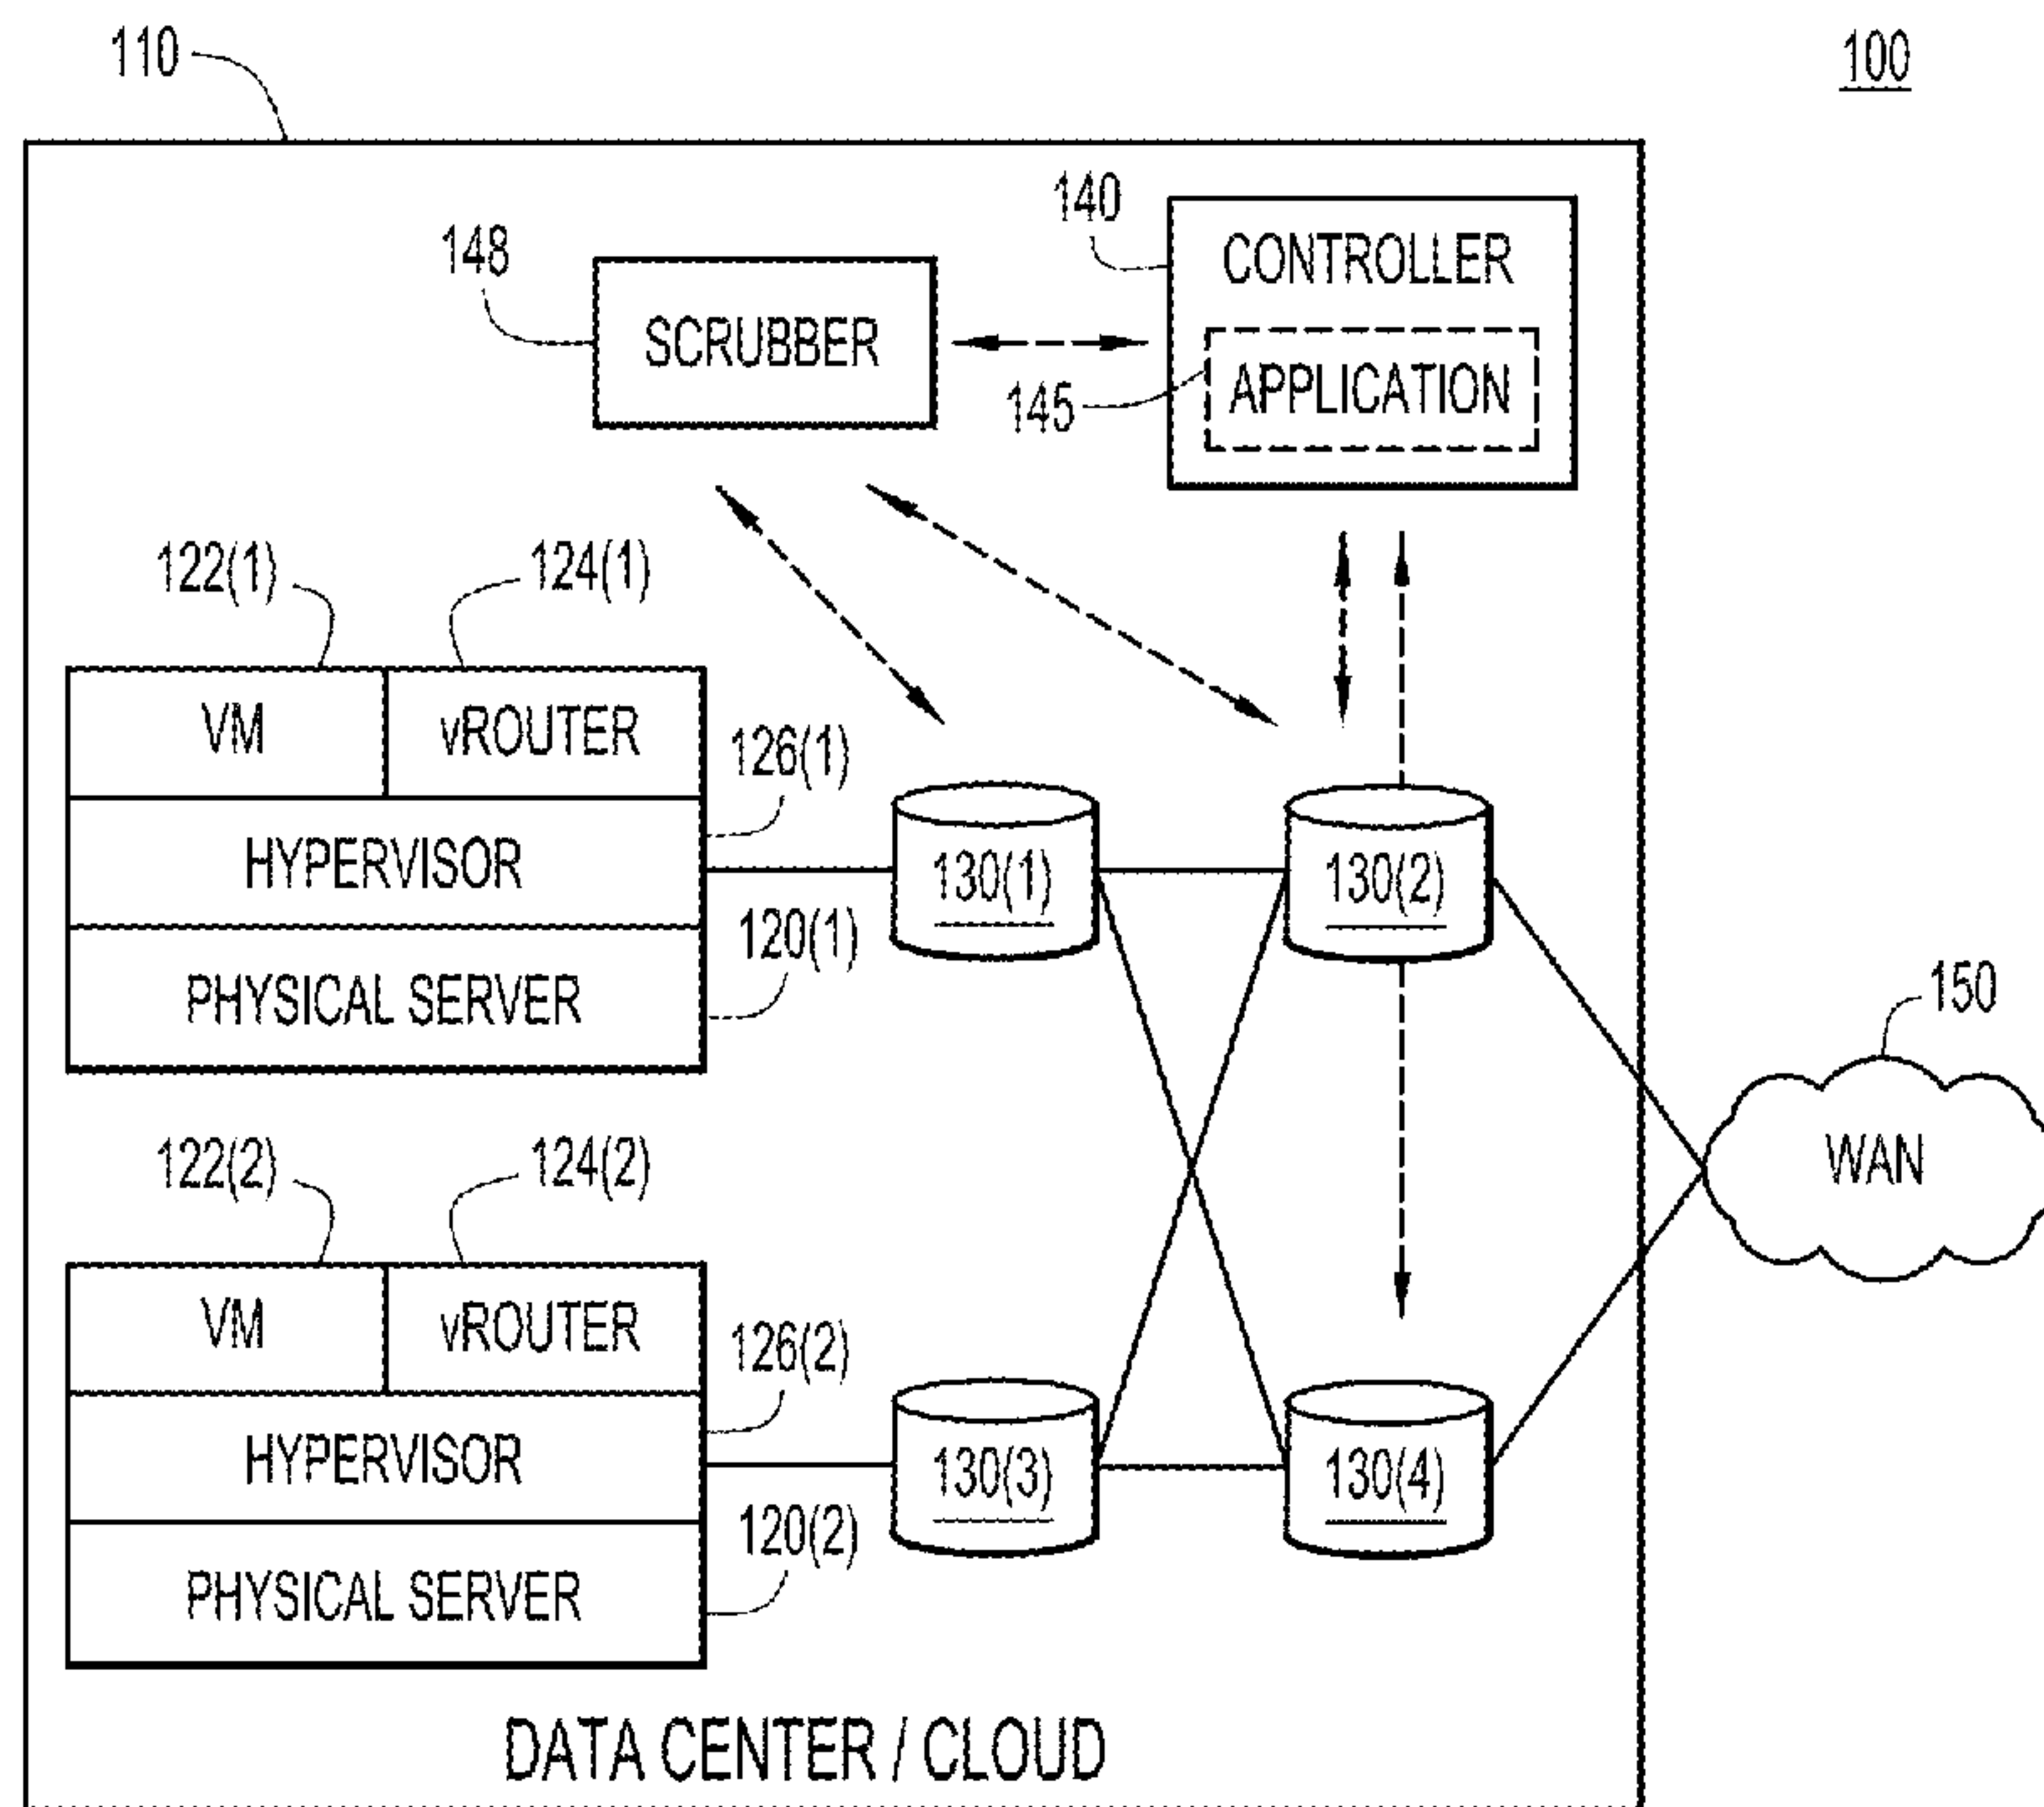 110
100
140
CONTROLLER
148
SCRUBBER
145
APPLICATION
122(1)
124(1)
VM
vROUTER
126(1)
HYPERVISOR
130(1)
130(2)
120(1)
PHYSICAL SERVER
150
WAN
122(2)
124(2)
VM
vROUTER
126(2)
HYPERVISOR
130(3)
130(4)
120(2)
PHYSICAL SERVER
DATA CENTER / CLOUD